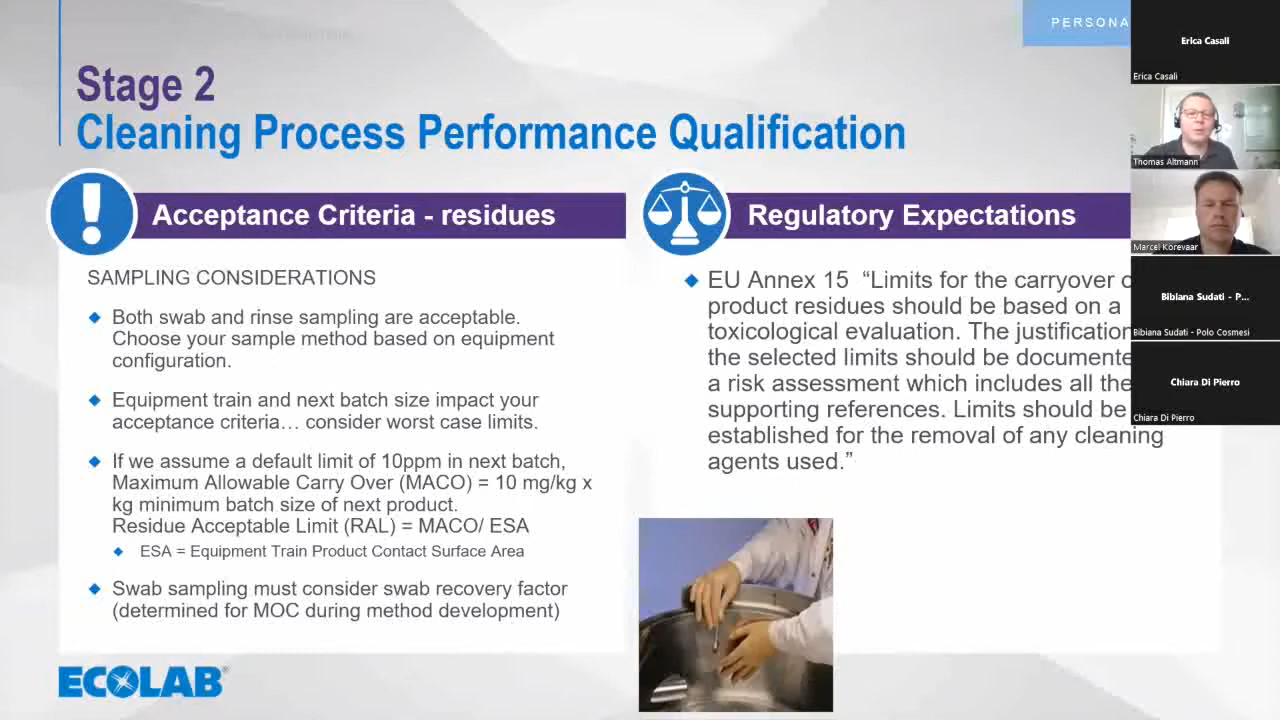 PERSONA
Stage 2
Cleaning Process Performance Qualification
Acceptance Criteria - residues
SAMPLING CONSIDERATIONS
Both swab and rinse sampling are acceptable.
Choose your sample method based on equipment
configuration.
Equipment train and next batch size impact your
acceptance criteria… consider worst case limits.
If we assume a default limit of 10ppm in next batch,
Maximum Allowable Carry Over (MACO) = 10 mg/kg x
kg minimum batch size of next product.
Residue Acceptable Limit (RAL) = MACO/ ESA
ESA = Equipment Train Product Contact Surface Area
Swab sampling must consider swab recovery factor
(determined for MOC during method development)
Regulatory Expectations
EU Annex 15 “Limits for the carryover o
product residues should be based on a
toxicological evaluation. The justification
the selected limits should be documente
a risk assessment which includes all the
supporting references. Limits should be
established for the removal of any cleaning
agents used.”
ECOLAB®
Erica Casali
Erica Casali
Thomas Altmann
Marcel Korevaar
Bibiana Sudati - P...
Bibiana Sudati - Polo Cosmesi
Chiara Di Pierro
Chiara Di Pierro